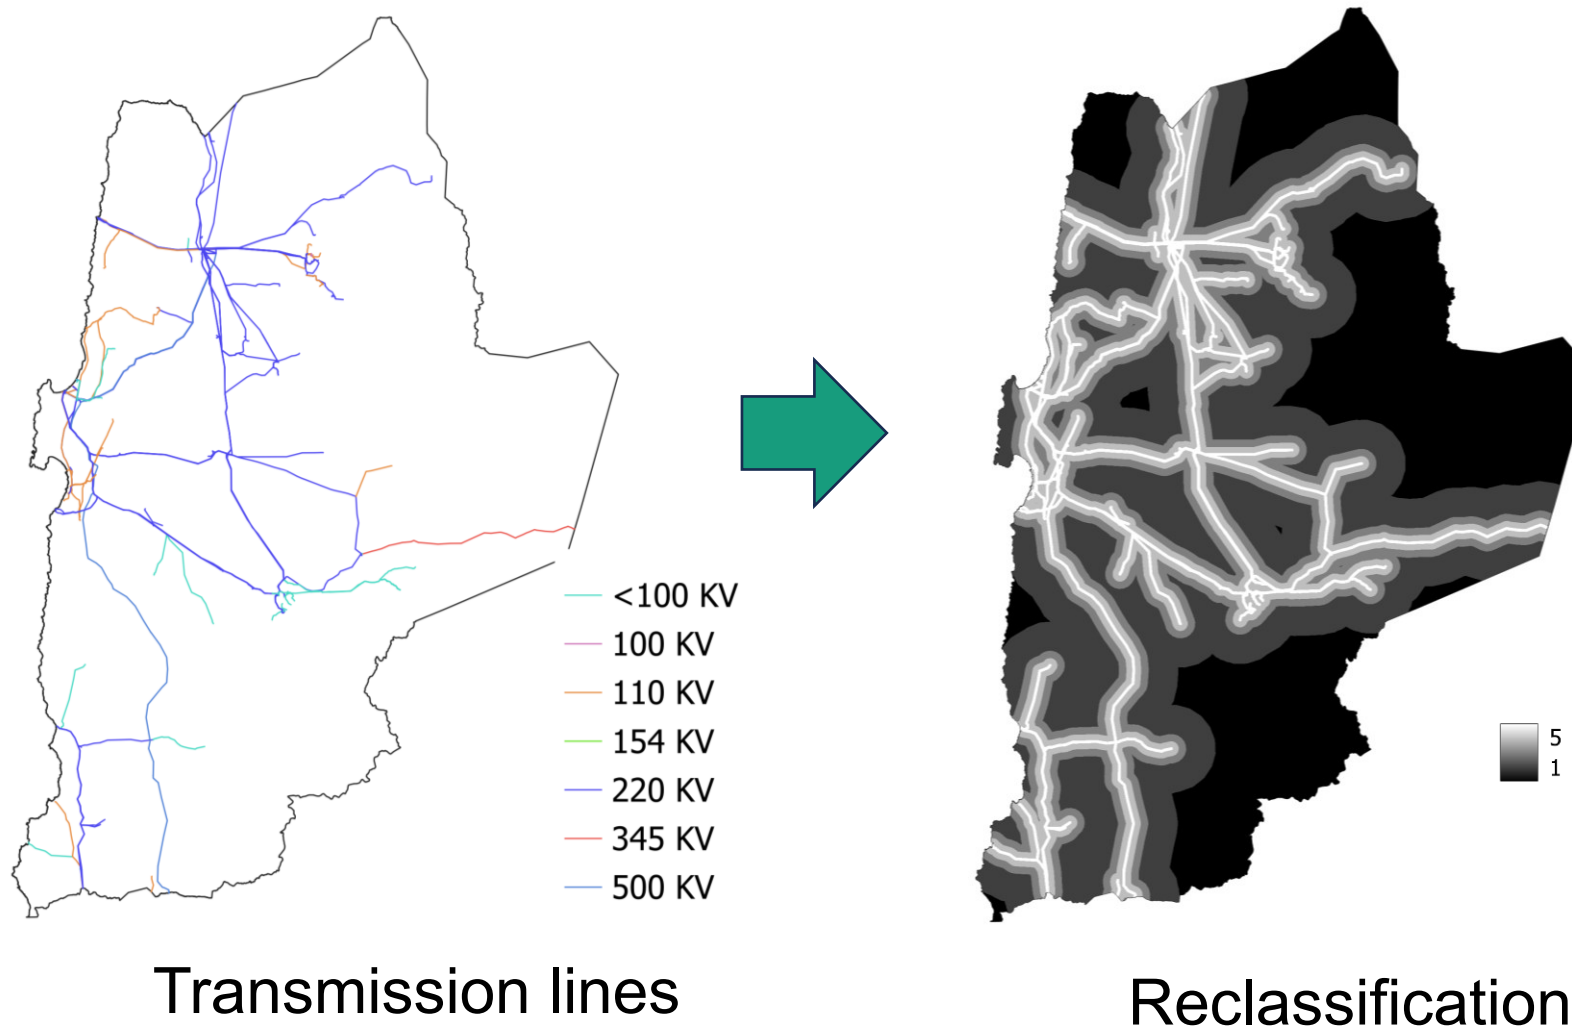 <100 KV
100 KV
110 KV
154 KV
220 KV
345 KV
500 KV
5
1
Transmission lines
Reclassification